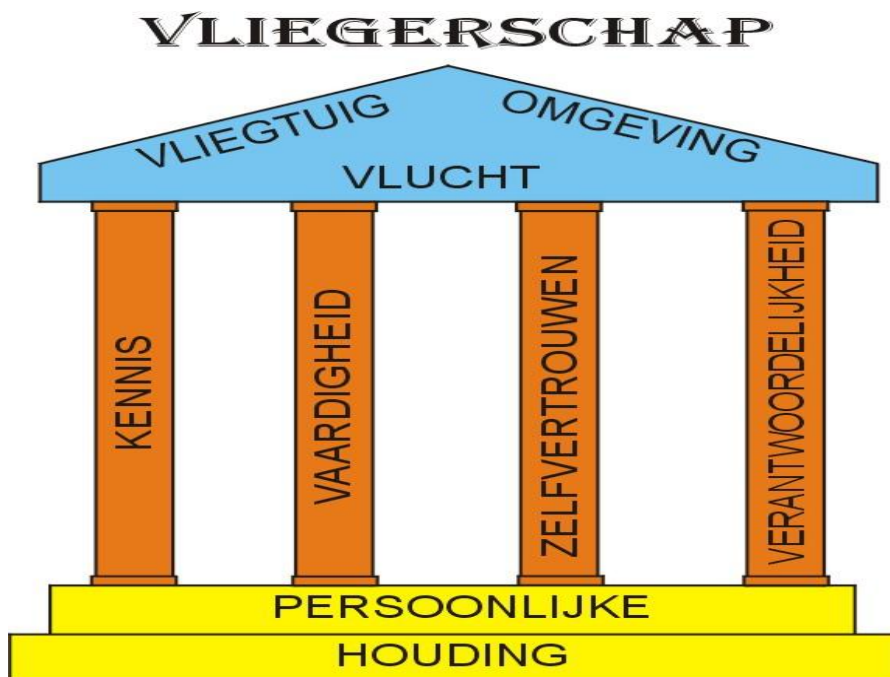 VLIEGERSCHAP
VLIEGTUIG
OMGEVING
VLUCHT
KENNIS
VAARDIGHEID
ZELFVERTROUWEN
VERANTWOORDELIJKHEID
PERSOONLIJKE
HOUDING